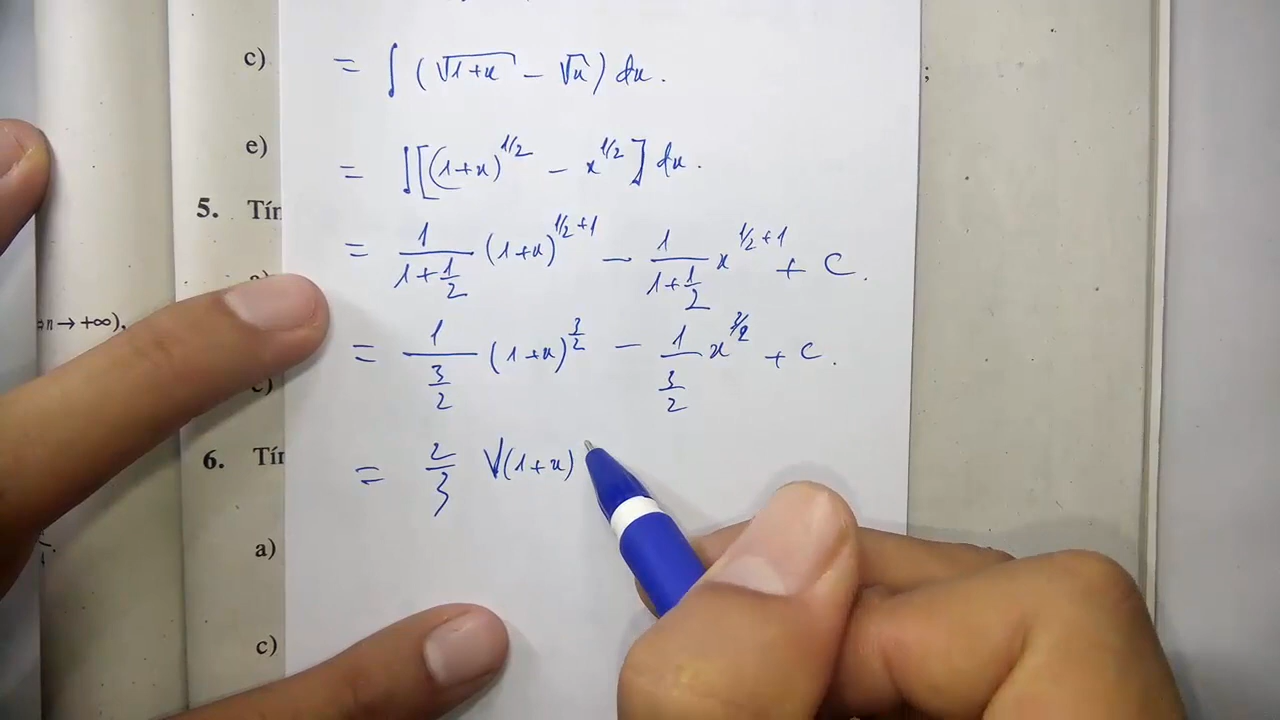 c)
= ∫ (√1+x - √x) dx.
e)
= ∫[(1+x)^1/2 - x^1/2] dx.
5. Tín
= 1/(1+1/2) (1+x)^1/2+1 - 1/(1+1/2) x^1/2+1 + C.
n → +∞),
= 1/(3/2) (1+x)^3/2 - 1/(3/2) x^3/2 + C.
c)
6. Tín
= 2/3 √(1+x)
a)
c)
;